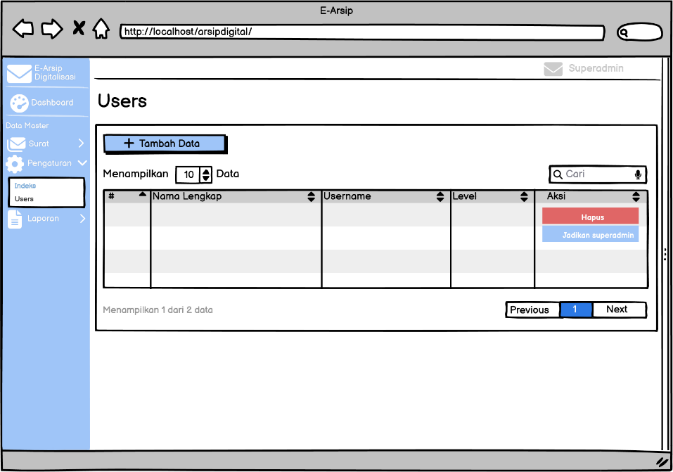 E-Arsip
http://localhost/arsipdigital/
E-Arsip
Digitalisasi
Superadmin
Dashboard
Users
Data Master
Surat
+ Tambah Data
Pengaturan
Menampilkan 10 Data
Cari
Indeks
Users
# Nama Lengkap Username Level Aksi
Laporan
Hapus
Jadikan superadmin
Menampilkan 1 dari 2 data
Previous 1 Next